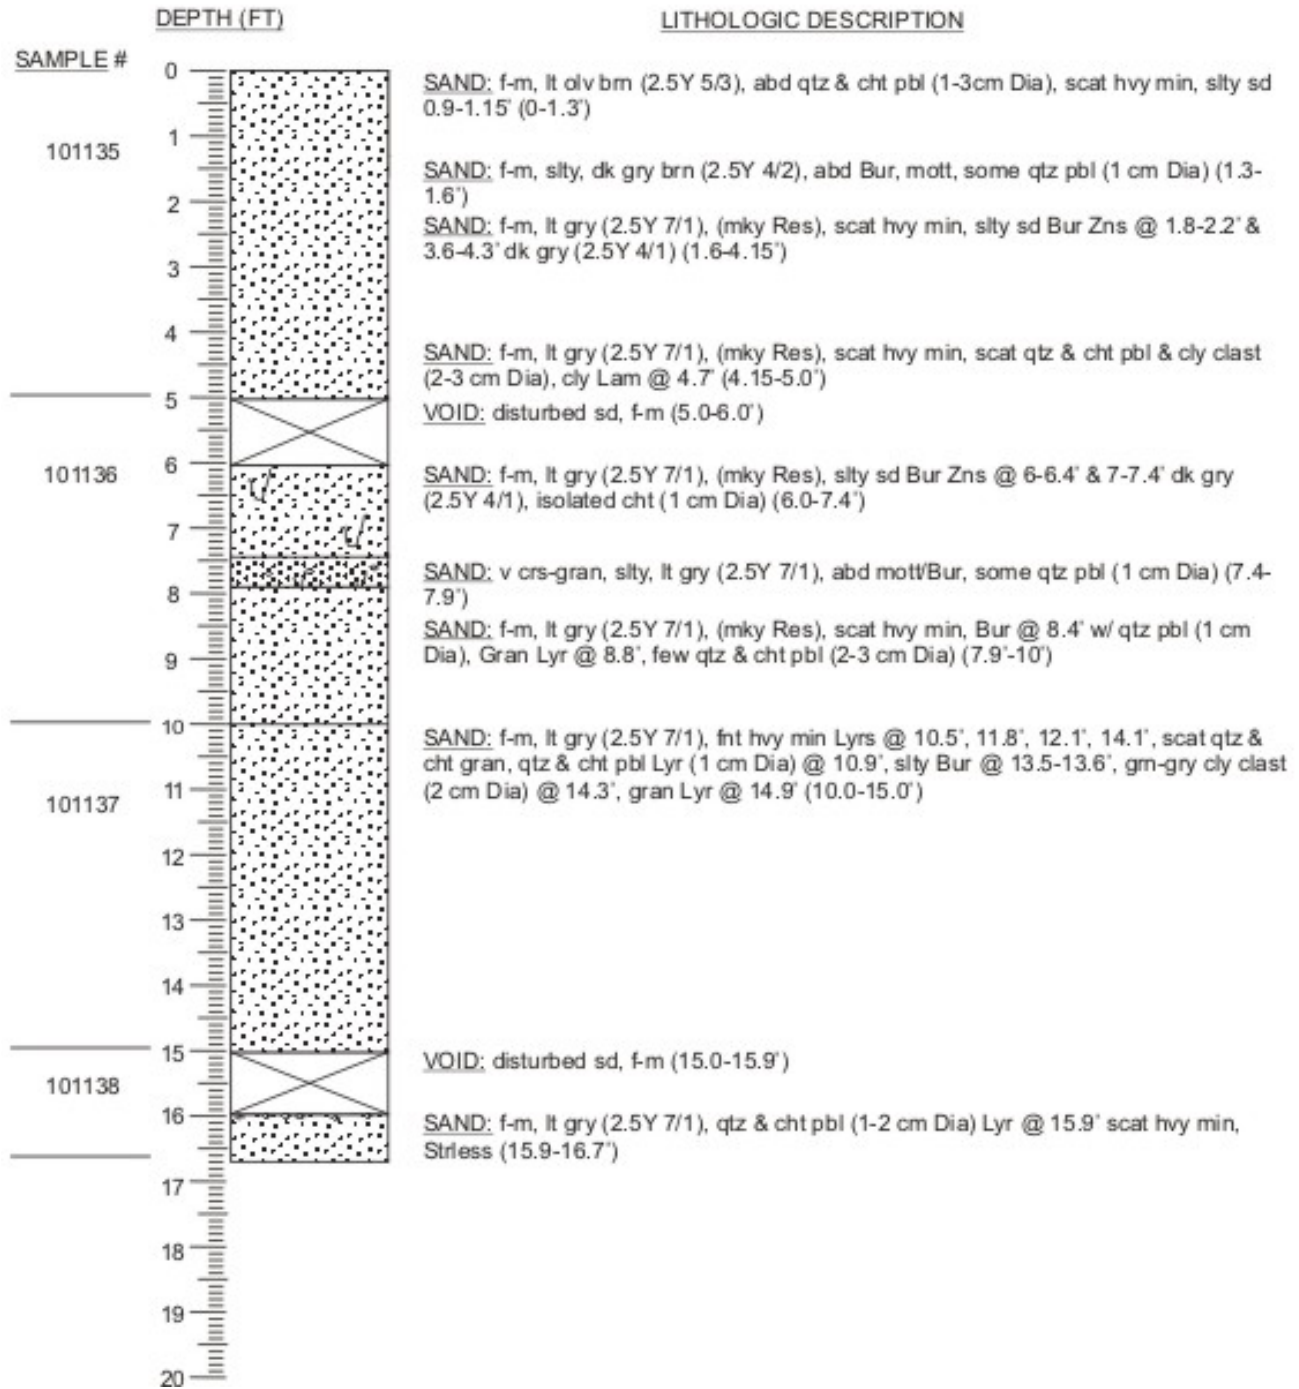 DEPTH (FT)
LITHOLOGIC DESCRIPTION
SAMPLE #
0
SAND: f-m, lt olv brn (2.5Y 5/3), abd qtz & cht pbl (1-3cm Dia), scat hvy min, slty sd
0.9-1.15' (0-1.3')
1
101135
SAND: f-m, slty, dk gry brn (2.5Y 4/2), abd Bur, mott, some qtz pbl (1 cm Dia) (1.3-
1.6')
2
SAND: f-m, lt gry (2.5Y 7/1), (mky Res), scat hvy min, slty sd Bur Zns @ 1.8-2.2' &
3.6-4.3' dk gry (2.5Y 4/1) (1.6-4.15')
3
4
SAND: f-m, lt gry (2.5Y 7/1), (mky Res), scat hvy min, scat qtz & cht pbl & cly clast
(2-3 cm Dia), cly Lam @ 4.7' (4.15-5.0')
5
VOID: disturbed sd, f-m (5.0-6.0')
6
101136
SAND: f-m, lt gry (2.5Y 7/1), (mky Res), slty sd Bur Zns @ 6-6.4' & 7-7.4' dk gry
(2.5Y 4/1), isolated cht (1 cm Dia) (6.0-7.4')
7
SAND: v crs-gran, slty, lt gry (2.5Y 7/1), abd mott/Bur, some qtz pbl (1 cm Dia) (7.4-
7.9')
8
SAND: f-m, lt gry (2.5Y 7/1), (mky Res), scat hvy min, Bur @ 8.4' w/ qtz pbl (1 cm
Dia), Gran Lyr @ 8.8', few qtz & cht pbl (2-3 cm Dia) (7.9'-10')
9
10
SAND: f-m, lt gry (2.5Y 7/1), fnt hvy min Lyrs @ 10.5', 11.8', 12.1', 14.1', scat qtz &
cht gran, qtz & cht pbl Lyr (1 cm Dia) @ 10.9', slty Bur @ 13.5-13.6', grn-gry cly clast
(2 cm Dia) @ 14.3', gran Lyr @ 14.9' (10.0-15.0')
11
101137
12
13
14
15
VOID: disturbed sd, f-m (15.0-15.9')
101138
16
SAND: f-m, lt gry (2.5Y 7/1), qtz & cht pbl (1-2 cm Dia) Lyr @ 15.9' scat hvy min,
Strless (15.9-16.7')
17
18
19
20